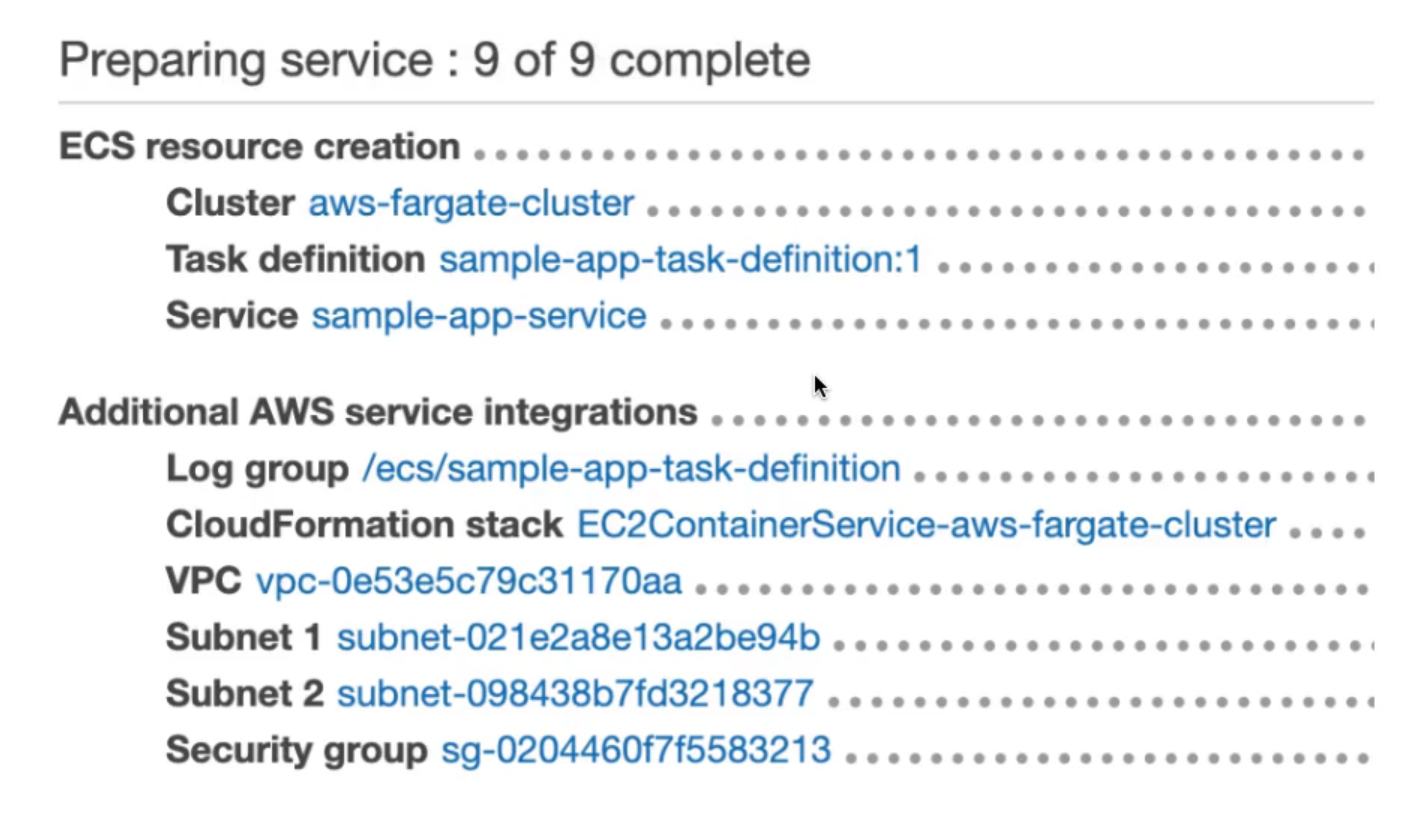 Preparing service : 9 of 9 complete
ECS resource creation
Cluster aws-fargate-cluster
Task definition sample-app-task-definition:1
Service sample-app-service
Additional AWS service integrations
Log group /ecs/sample-app-task-definition
CloudFormation stack EC2ContainerService-aws-fargate-cluster
VPC vpc-0e53e5c79c31170aa
Subnet 1 subnet-021e2a8e13a2be94b
Subnet 2 subnet-098438b7fd3218377
Security group sg-0204460f7f5583213